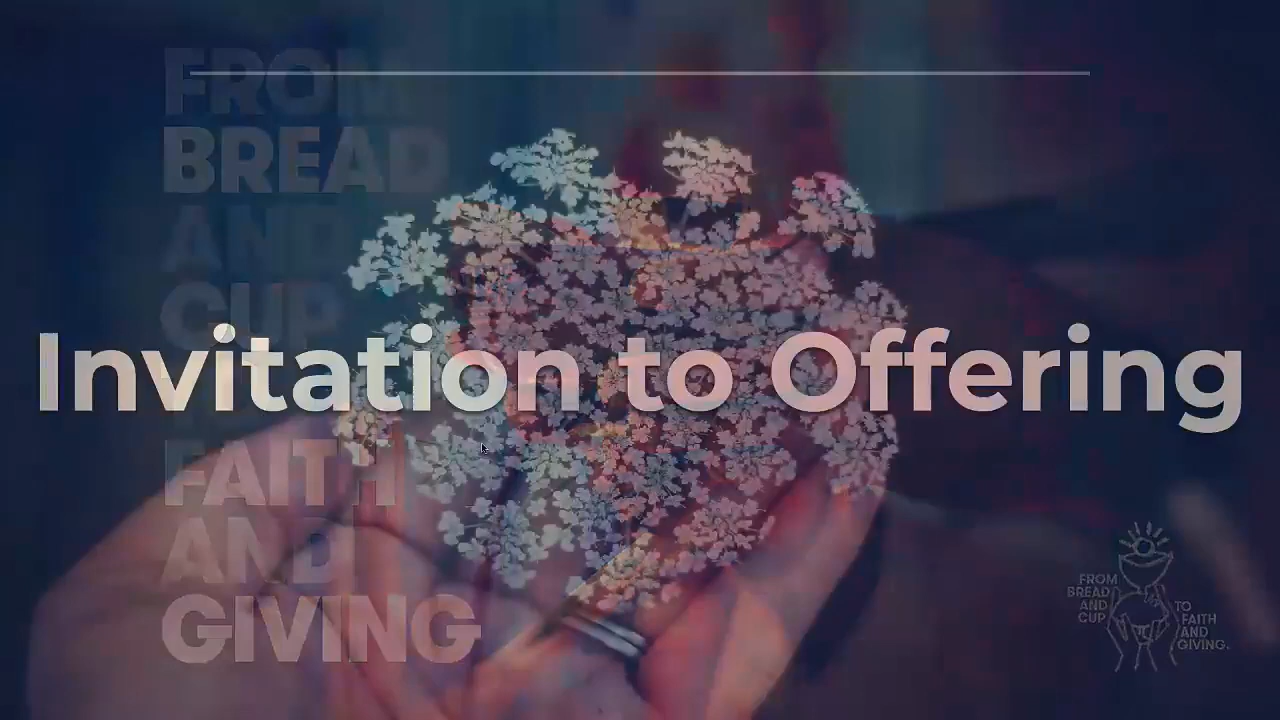 FROM
BREAD
AND
CUP
Invitation to Offering
FAITH
AND
GIVING
FROM
BREAD
AND
CUP
TO
FAITH
AND
GIVING.